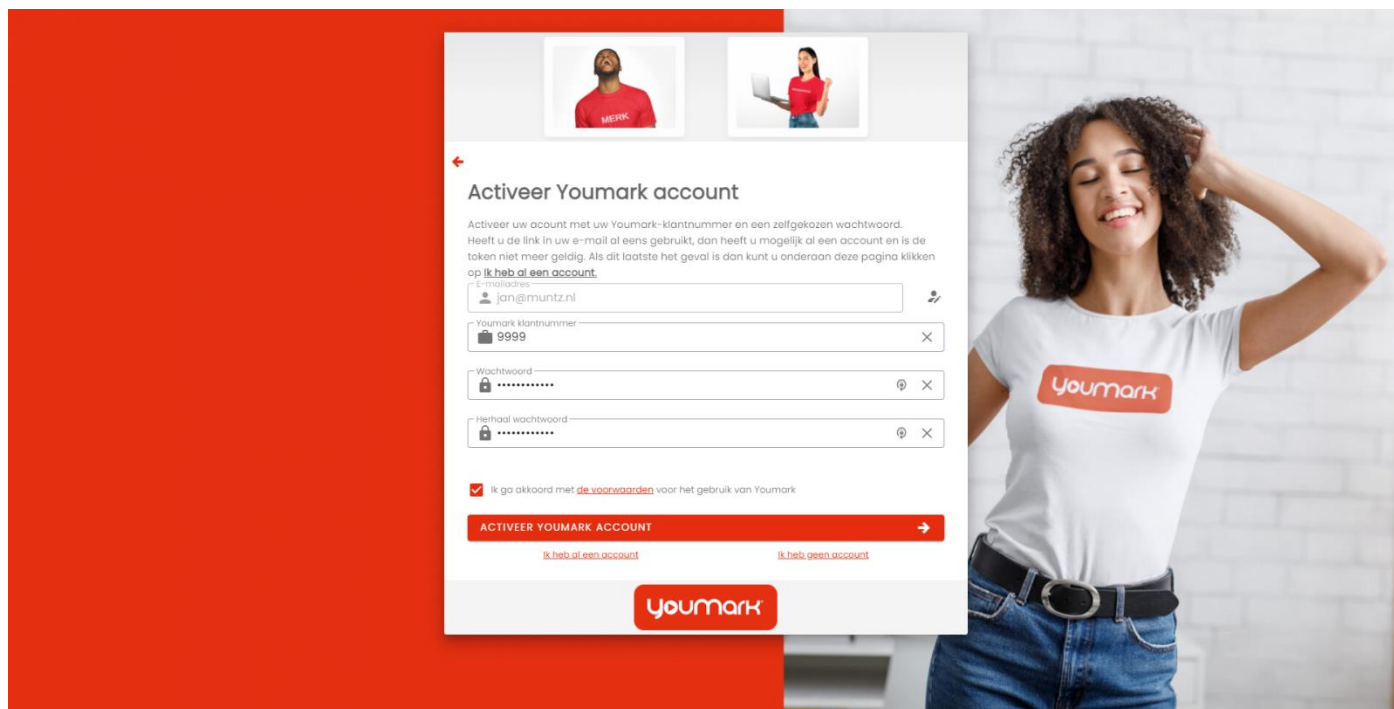 MERK
Activeer Youmark account
Activeer uw acount met uw Youmark-klantnummer en een zelfgekozen wachtwoord.
Heeft u de link in uw e-mail al eens gebruikt, dan heeft u mogelijk al een account en is de
token niet meer geldig. Als dit laatste het geval is dan kunt u onderaan deze pagina klikken
op Ik heb al een account.
E-mailadres
jan@muntz.nl
Youmark klantnummer
9999
Wachtwoord
••••••••••••
Herhaal wachtwoord
••••••••••••
Ik ga akkoord met de voorwaarden voor het gebruik van Youmark
ACTIVEER YOUMARK ACCOUNT
Ik heb al een account
Ik heb geen account
youmark
youmark